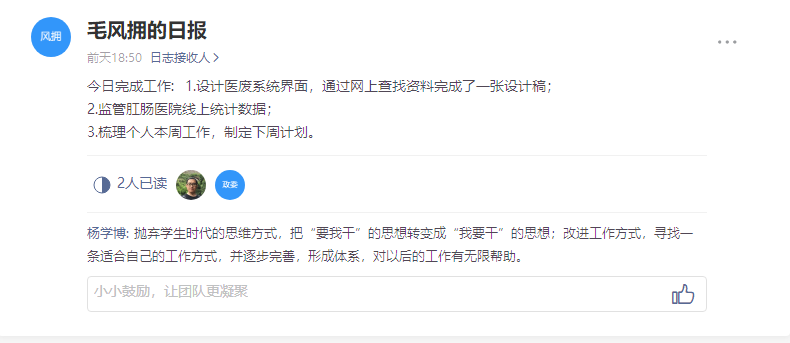 风拥
毛风拥的日报
前天18:50 日志接收人
今日完成工作: 1.设计医废系统界面，通过网上查找资料完成了一张设计稿；
2.监管肛肠医院线上统计数据；
3.梳理个人本周工作，制定下周计划。
2人已读
政委
杨学博: 抛弃学生时代的思维方式，把“要我干”的思想转变成“我要干”的思想；改进工作方式，寻找一
条适合自己的工作方式，并逐步完善，形成体系，对以后的工作有无限帮助。
小小鼓励，让团队更凝聚